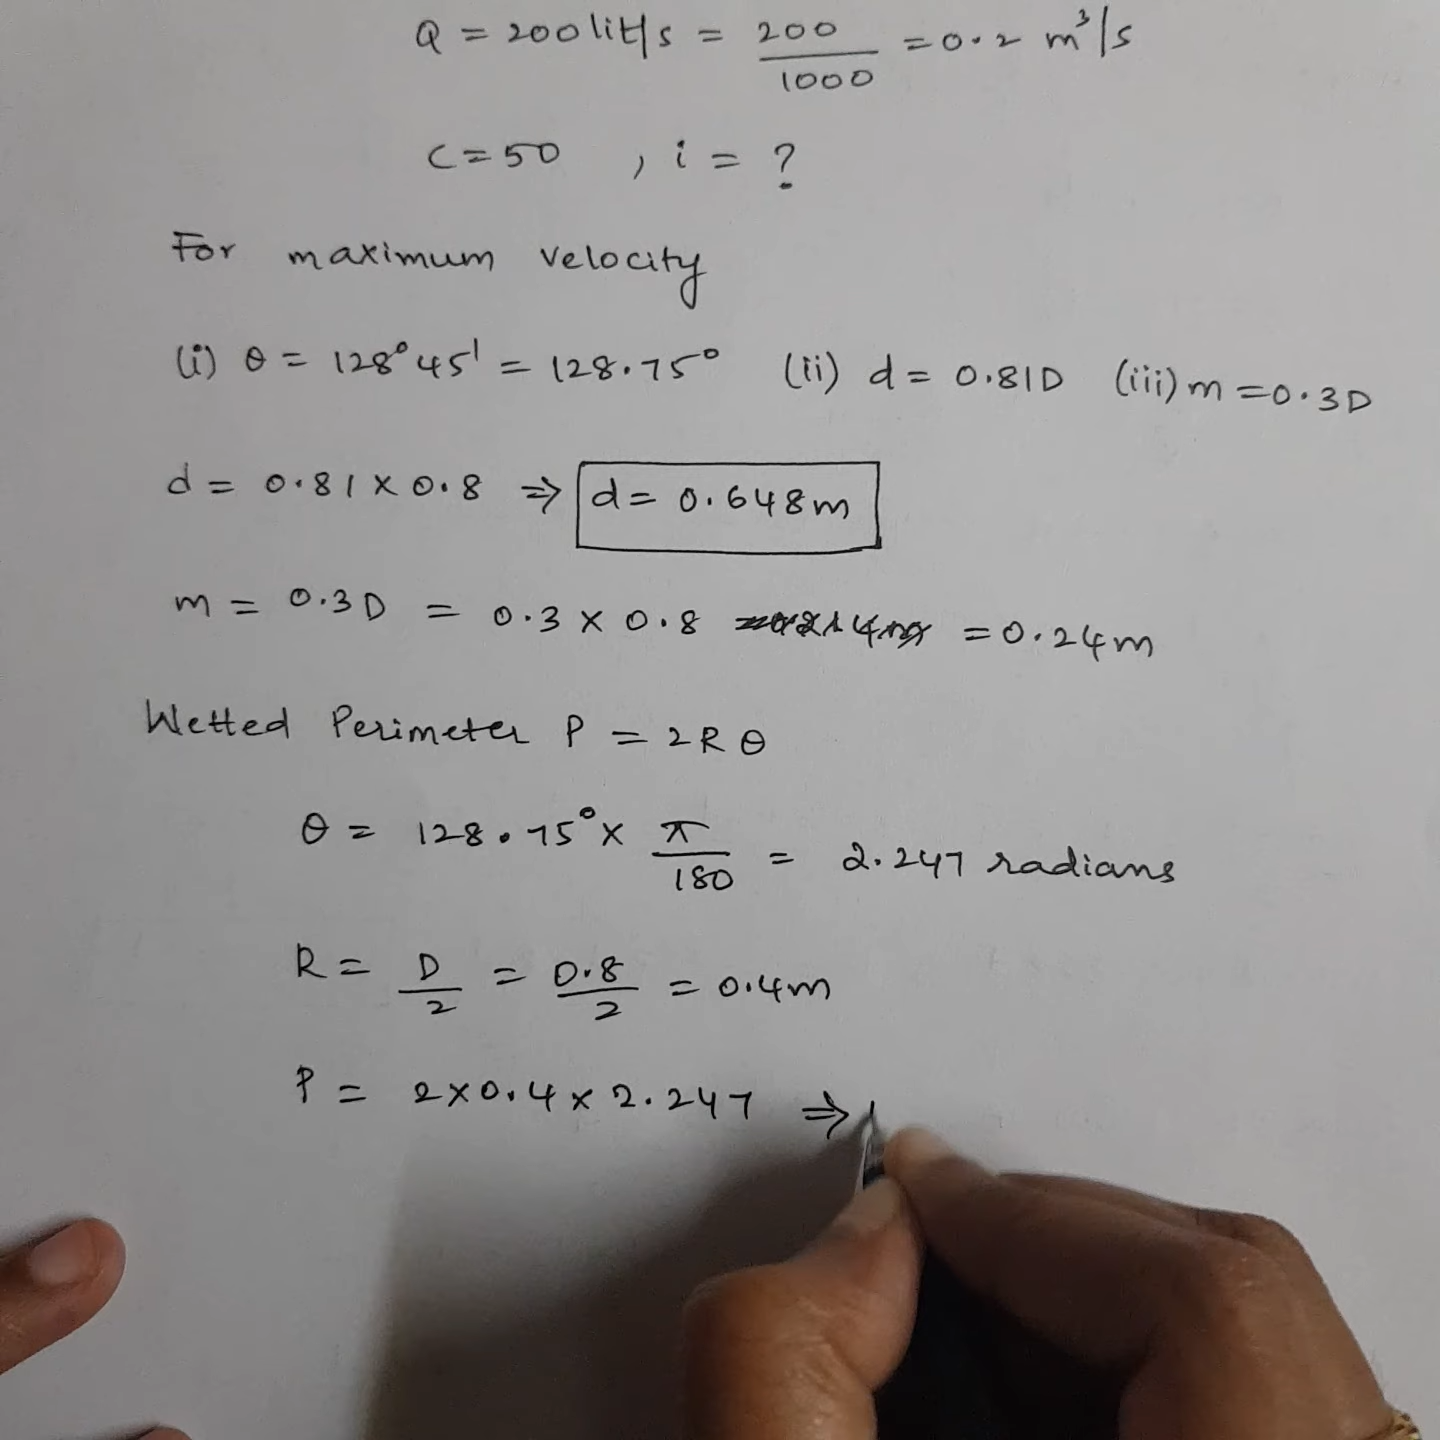 Q = 200 lit/s = 200/1000 = 0.2 m³/s
C = 50 , i = ?
For maximum velocity
(i) θ = 128°45' = 128.75° (ii) d = 0.81D (iii) m = 0.3D
d = 0.81 × 0.8 ⇒ d = 0.648m
m = 0.3D = 0.3 × 0.8 = 0.24m
Wetted Perimeter P = 2Rθ
θ = 128.75° × π/180 = 2.247 radians
R = D/2 = 0.8/2 = 0.4m
P = 2×0.4×2.247 ⇒